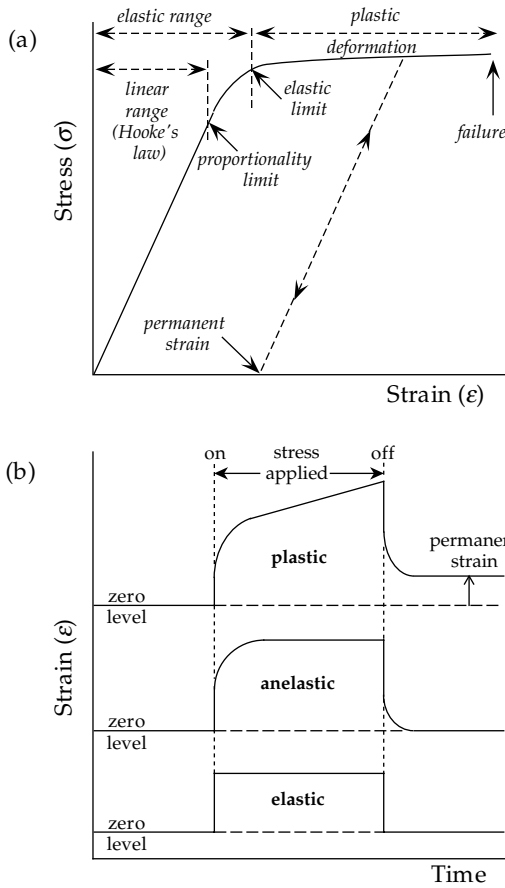 (a)
elastic range
plastic
deformation
linear
range
(Hooke's
law)
elastic
limit
proportionality
limit
failure
permanent
strain
Stress (σ)
Strain (ε)
(b)
on
stress
applied
off
plastic
permanen
strain
zero
level
anelastic
zero
level
elastic
zero
level
Strain (ε)
Time